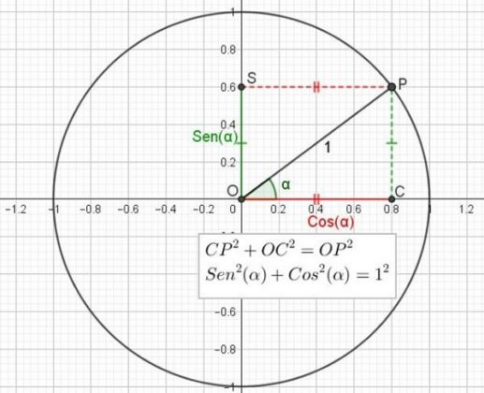 1
0.8
S
0.6
P
0.4
Sen(α)
1
0.2
α
O
C
-1.2
-1
-0.8
-0.6
-0.4
-0.2
0
0.2
0.4
0.6
0.8
1
1.2
Cos(α)
CP² + OC² = OP²
Sen²(α) + Cos²(α) = 1²
-0.6
-0.8
-1